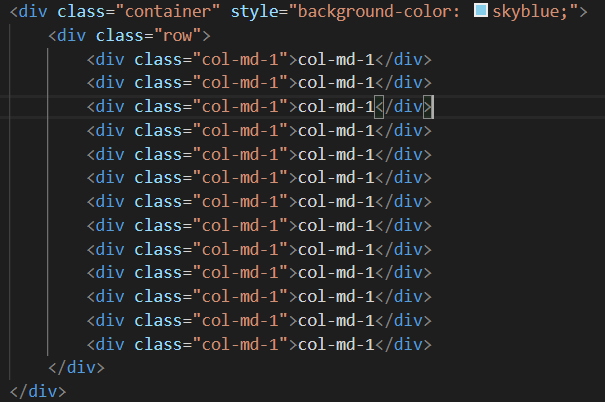 <div class="container" style="background-color: skyblue;">
    <div class="row">
        <div class="col-md-1">col-md-1</div>
        <div class="col-md-1">col-md-1</div>
        <div class="col-md-1">col-md-1</div>
        <div class="col-md-1">col-md-1</div>
        <div class="col-md-1">col-md-1</div>
        <div class="col-md-1">col-md-1</div>
        <div class="col-md-1">col-md-1</div>
        <div class="col-md-1">col-md-1</div>
        <div class="col-md-1">col-md-1</div>
        <div class="col-md-1">col-md-1</div>
        <div class="col-md-1">col-md-1</div>
        <div class="col-md-1">col-md-1</div>
        <div class="col-md-1">col-md-1</div>
    </div>
</div>